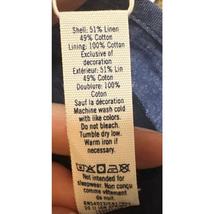 Shell: 51% Linen
49% Cotton
Lining: 100% Cotton
Exclusive of
decoration
Extérieur: 51% Lin
49% Cotton
Doublure: 100%
Coton
Sauf la décoration
Machine wash cold
with like colors.
Do not bleach.
Tumble dry low.
Warm iron if
necessary.
Not intended for
sleepwear. Non conçu
comme vêtement
de nuit.